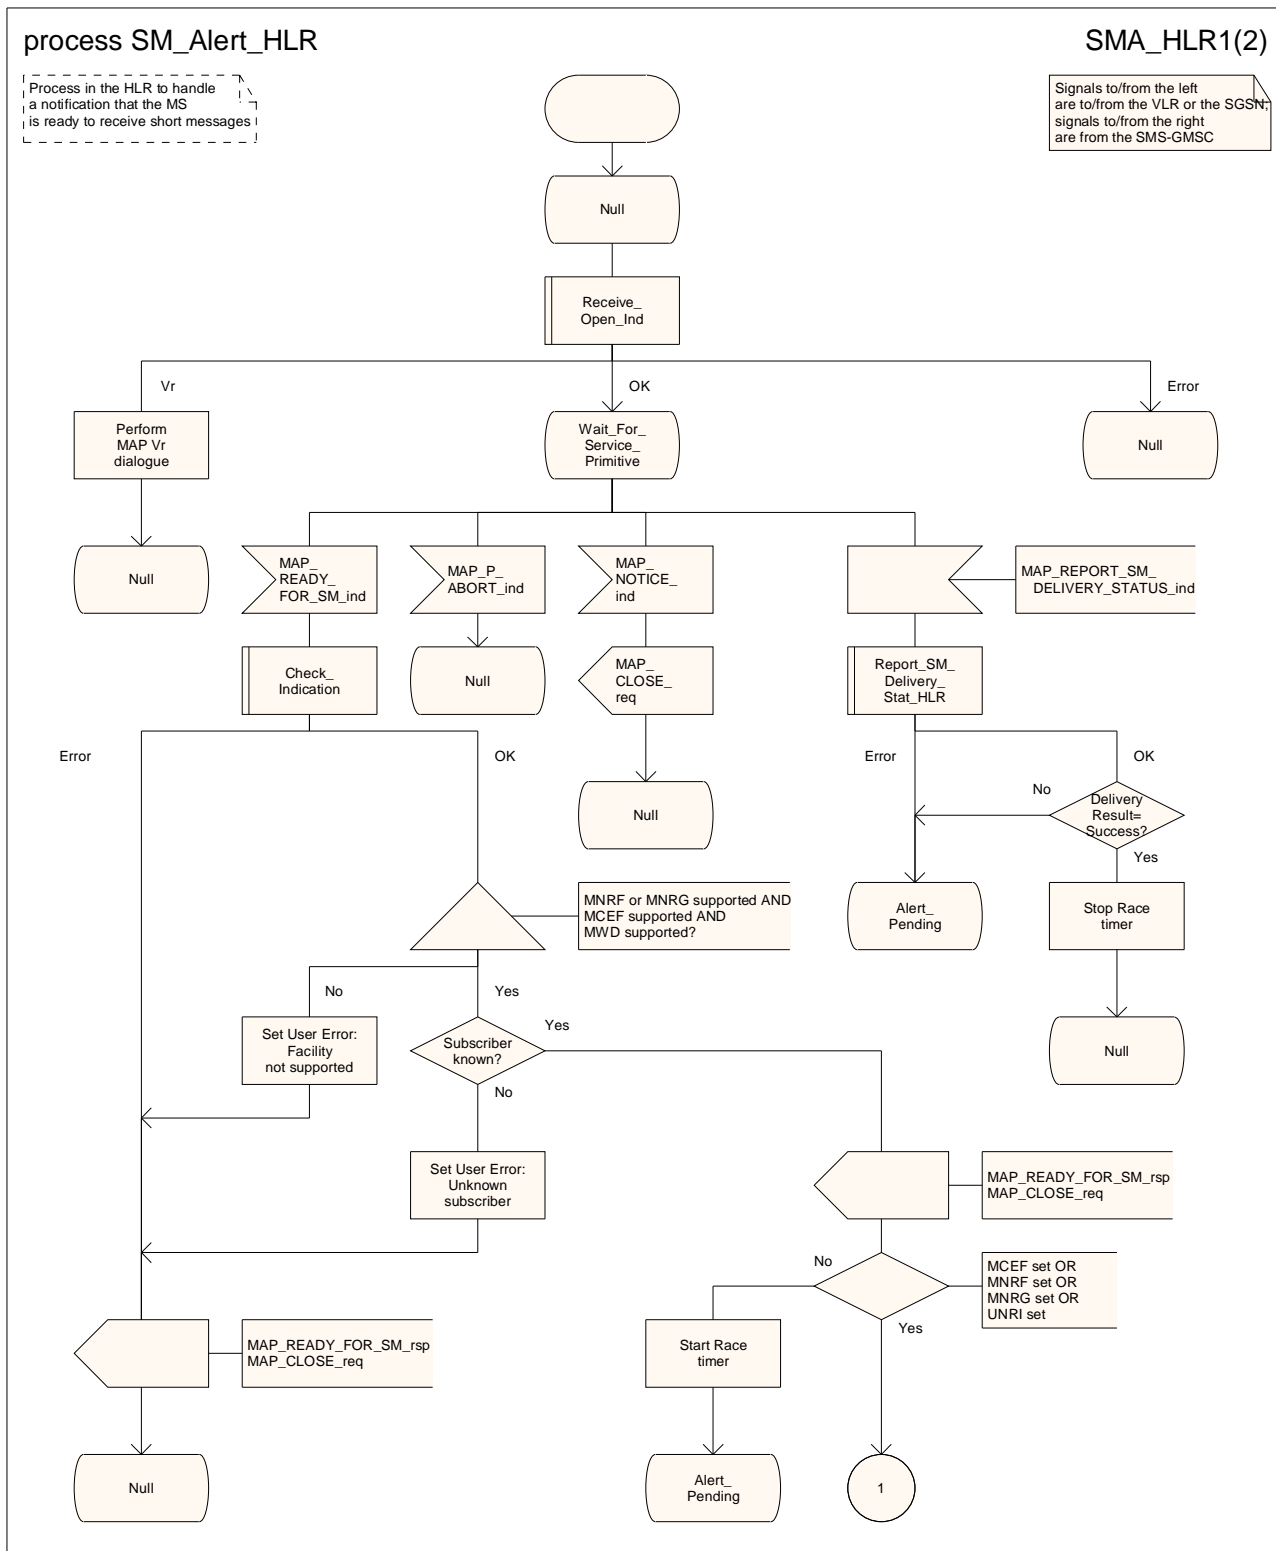 process SM_Alert_HLR
SMA_HLR1(2)
Process in the HLR to handle
a notification that the MS
is ready to receive short messages
Signals to/from the left
are to/from the VLR or the SGSN;
signals to/from the right
are from the SMS-GMSC
Null
Receive_
Open_Ind
Vr
OK
Error
Perform
MAP Vr
dialogue
Wait_For_
Service_
Primitive
Null
Null
MAP_
READY_
FOR_SM_ind
MAP_P_
ABORT_ind
MAP_
NOTICE_
ind
MAP_REPORT_SM_
DELIVERY_STATUS_ind
Check_
Indication
Null
MAP_
CLOSE_
req
Report_SM_
Delivery_
Stat_HLR
Error
OK
Error
OK
Null
No
Delivery
Result=
Success?
Yes
MNRF or MNRG supported AND
MCEF supported AND
MWD supported?
Alert_
Pending
Stop Race
timer
No
Yes
Set User Error:
Facility
not supported
Subscriber
known?
Yes
No
Null
Set User Error:
Unknown
subscriber
MAP_READY_FOR_SM_rsp
MAP_CLOSE_req
No
Yes
MCEF set OR
MNRF set OR
MNRG set OR
UNRI set
MAP_READY_FOR_SM_rsp
MAP_CLOSE_req
Start Race
timer
Null
Alert_
Pending
1